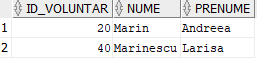 ID_VOLUNTAR NUME PRENUME
1 20 Marin Andreea
2 40 Marinescu Larisa